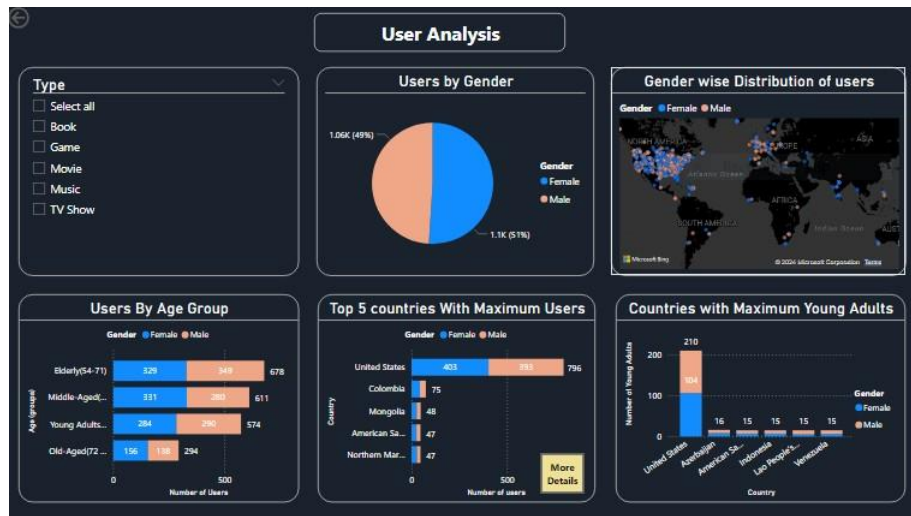 User Analysis
Type
Select all
Book
Game
Movie
Music
TV Show
Users by Gender
1.06K (49%)
1.1K (51%)
Gender
Female
Male
Gender wise Distribution of users
Gender Female Male
NORTH AMERICA
EUROPE
ASIA
Atlantic Ocean
AFRICA
SOUTH AMERICA
Indian Ocean
AUST
Microsoft Bing
© 2024 Microsoft Corporation Terms
Users By Age Group
Gender Female Male
Age (groups)
Elderly(54-71) 329 349 678
Middle-Aged(... 331 280 611
Young Adults... 284 290 574
Old-Aged(72 ... 156 138 294
0 500
Number of Users
Top 5 countries With Maximum Users
Gender Female Male
Country
United States 403 393 796
Colombia 75
Mongolia 48
American Sa... 47
Northern Mar... 47
0 500
Number of users
More
Details
Countries with Maximum Young Adults
Number of Young Adults
200
100
0
210
104
16 15 15 15 15
United States
Azerbaijan
American Sa...
Indonesia
Lao People's...
Venezuela
Country
Gender
Female
Male